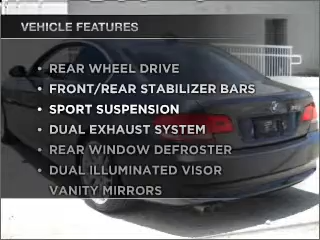 VEHICLE FEATURES
• REAR WHEEL DRIVE
• FRONT/REAR STABILIZER BARS
• SPORT SUSPENSION
• DUAL EXHAUST SYSTEM
• REAR WINDOW DEFROSTER
• DUAL ILLUMINATED VISOR
VANITY MIRRORS